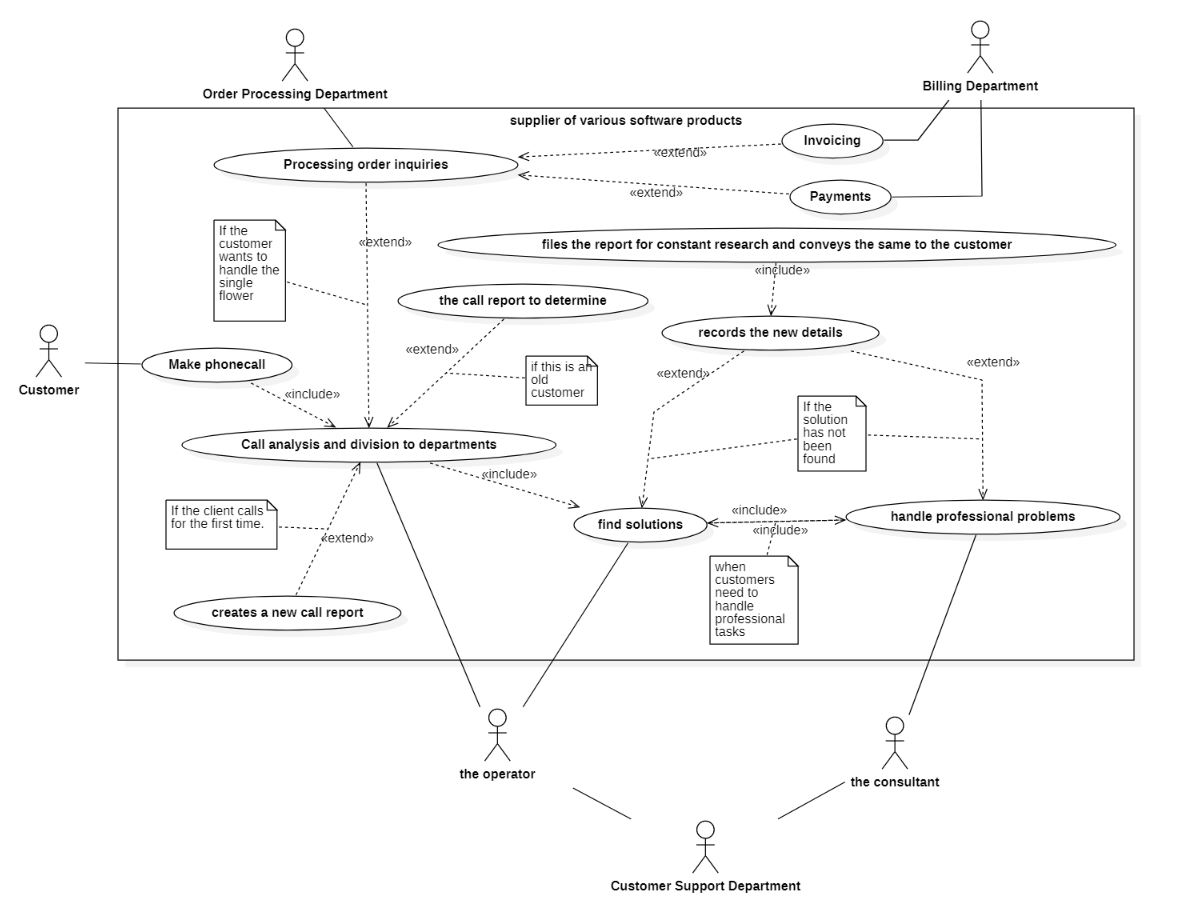 Order Processing Department
Billing Department
supplier of various software products
Invoicing
«extend»
Processing order inquiries
Payments
«extend»
If the
customer
wants to
handle the
single
flower
«extend»
files the report for constant research and conveys the same to the customer
«include»
the call report to determine
records the new details
«extend»
if this is an
old
customer
«extend»
«extend»
Customer
Make phonecall
«include»
If the
solution
has not
been
found
Call analysis and division to departments
«include»
If the client calls
for the first time.
«extend»
find solutions
«include»
«include»
handle professional problems
when
customers
need to
handle
professional
tasks
creates a new call report
the operator
the consultant
Customer Support Department